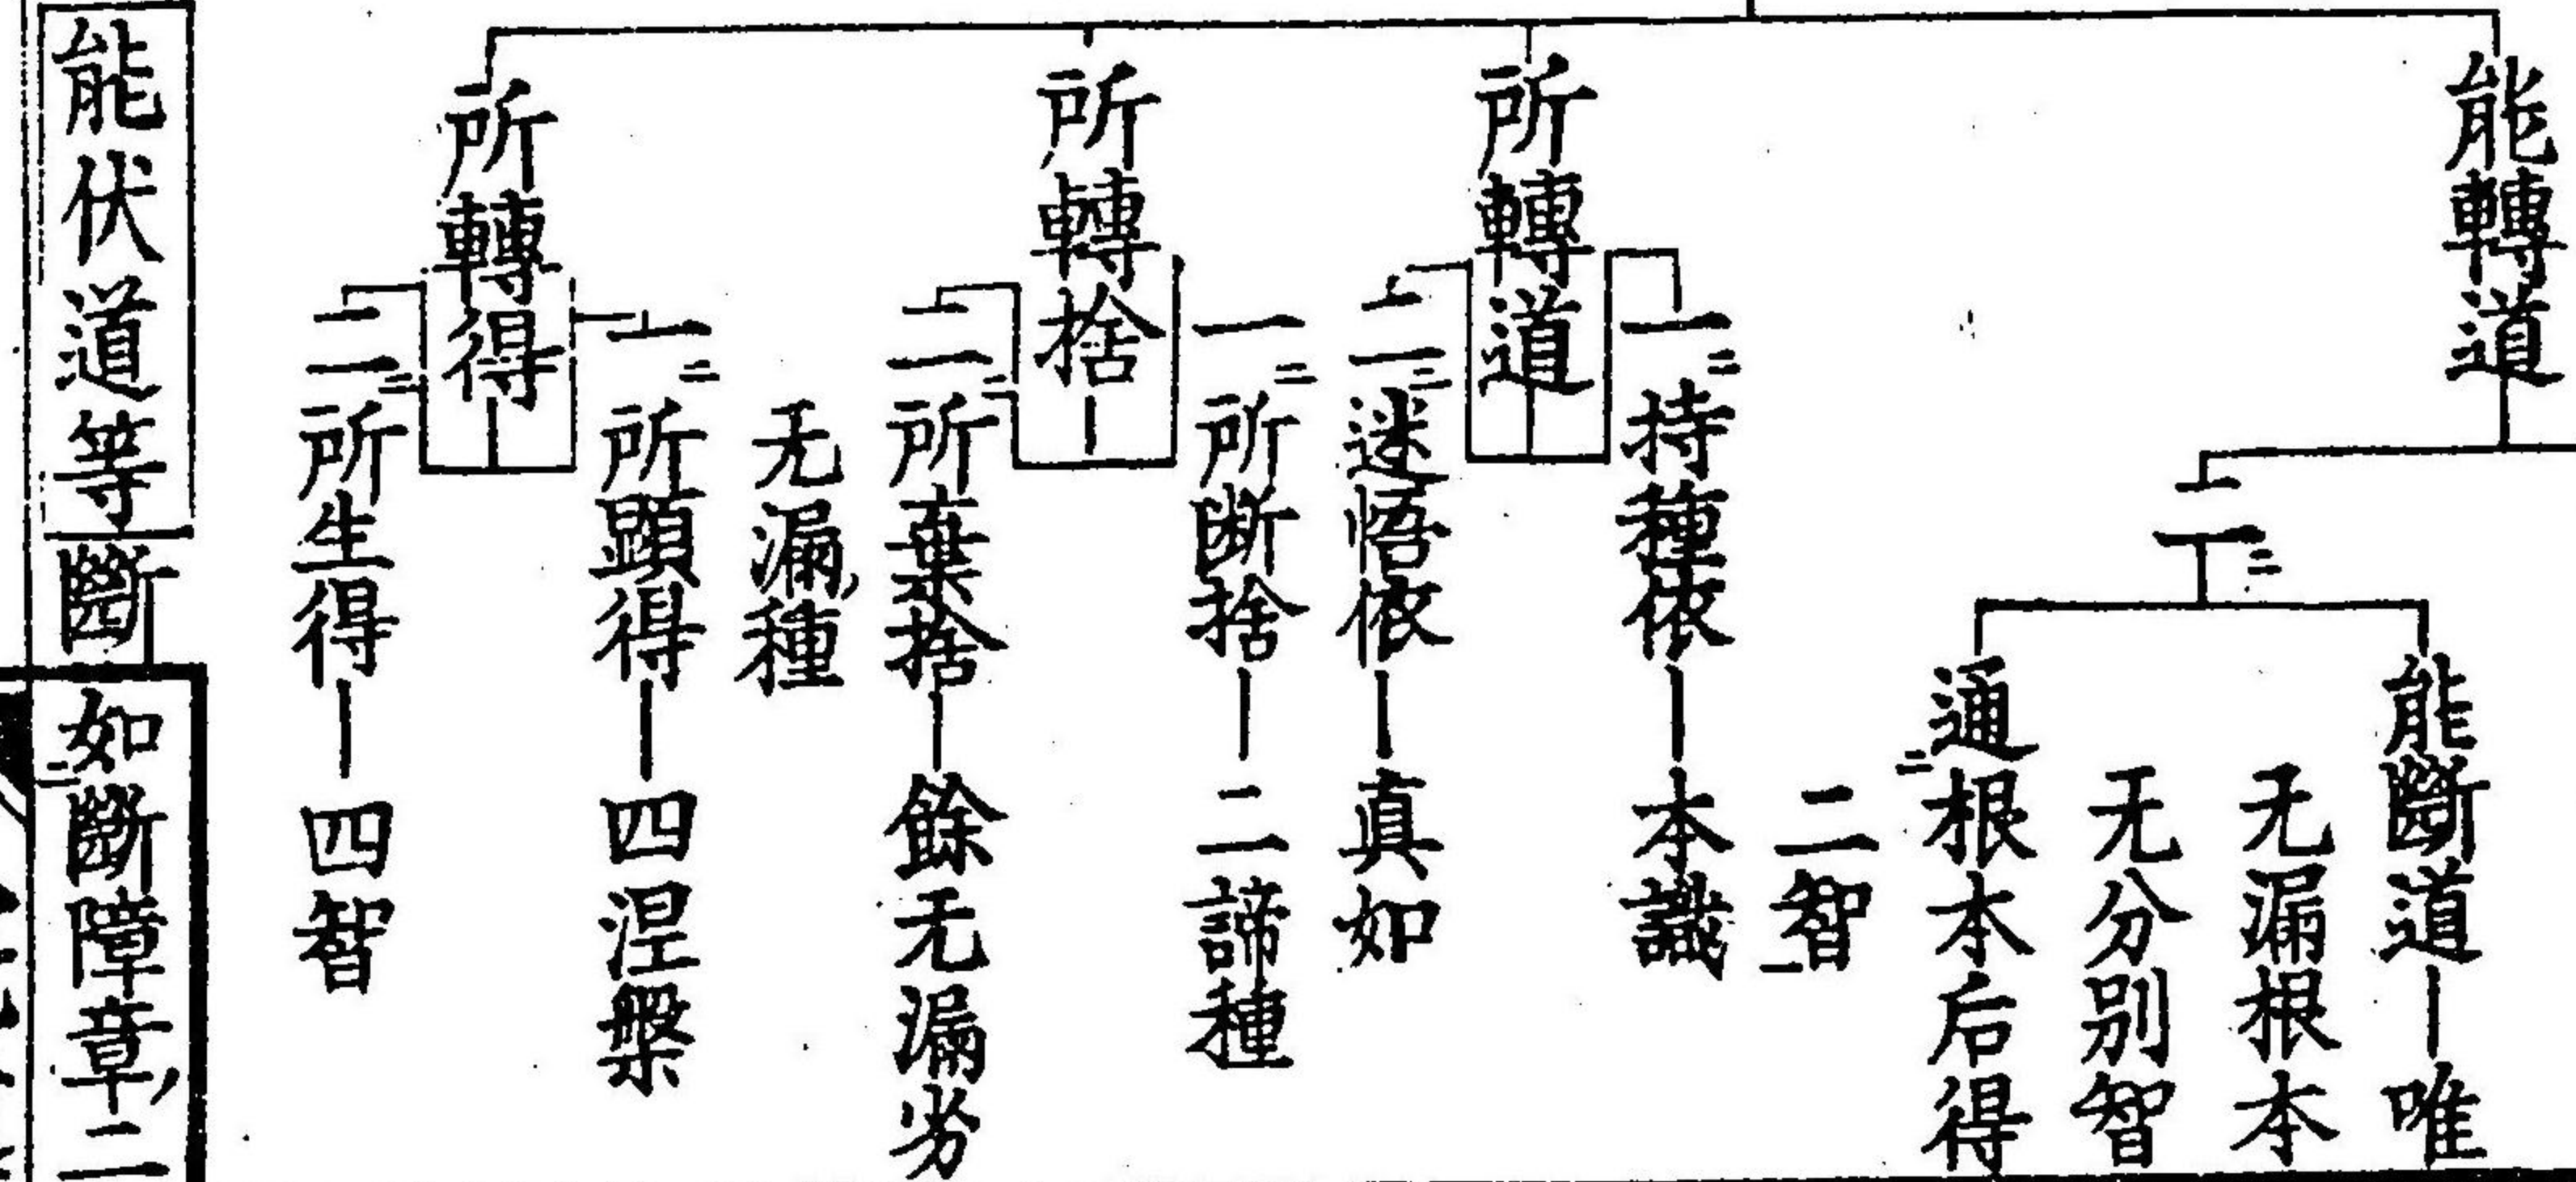 能轉道
二
能斷道 唯
无漏根本
无分别智
通根本后得
二智
所轉道
一 持種依 本識
二 迷悟依 真如
所轉捨
一 所断捨 二諦種
二 所棄捨 餘无漏劣
无漏種
所轉得
一 所顕得 四涅槃
二 所生得 四智
能伏道等斷
如斷障章二